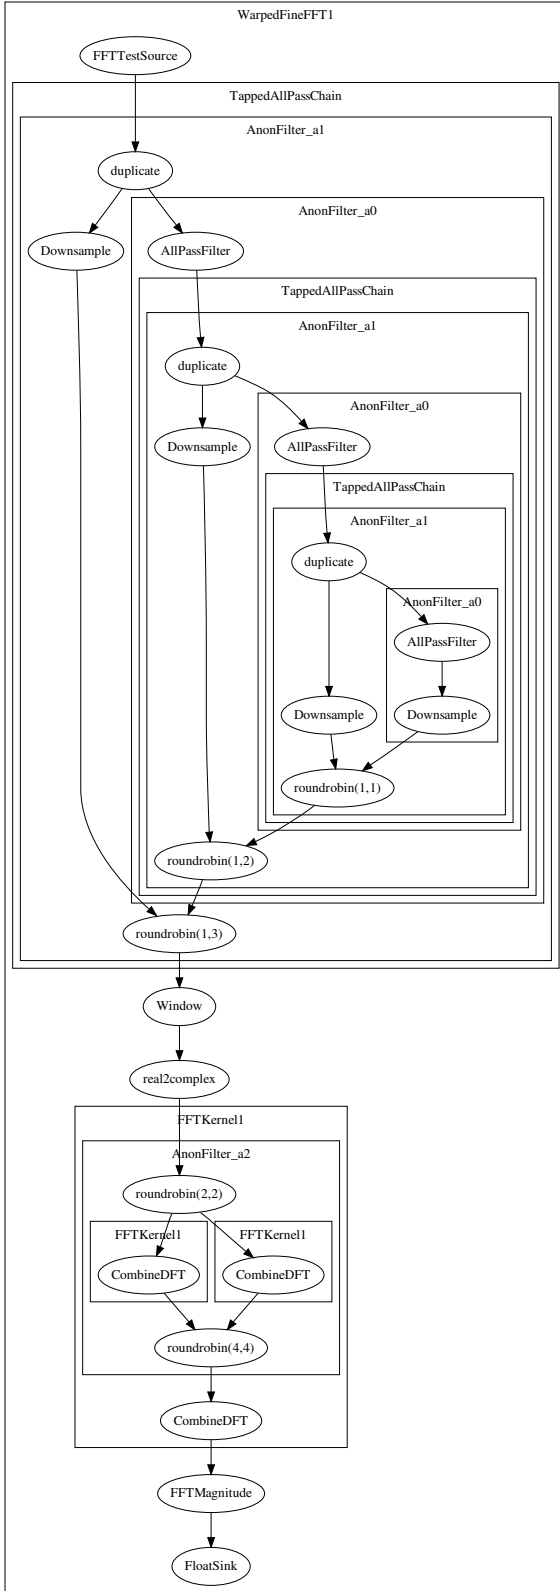 WarpedFineFFT1
FFTTestSource
TappedAllPassChain
AnonFilter_a1
duplicate
AnonFilter_a0
Downsample
AllPassFilter
TappedAllPassChain
AnonFilter_a1
duplicate
AnonFilter_a0
Downsample
AllPassFilter
TappedAllPassChain
AnonFilter_a1
duplicate
AnonFilter_a0
AllPassFilter
Downsample
Downsample
roundrobin(1,1)
roundrobin(1,2)
roundrobin(1,3)
Window
real2complex
FFTKernel1
AnonFilter_a2
roundrobin(2,2)
FFTKernel1
FFTKernel1
CombineDFT
CombineDFT
roundrobin(4,4)
CombineDFT
FFTMagnitude
FloatSink